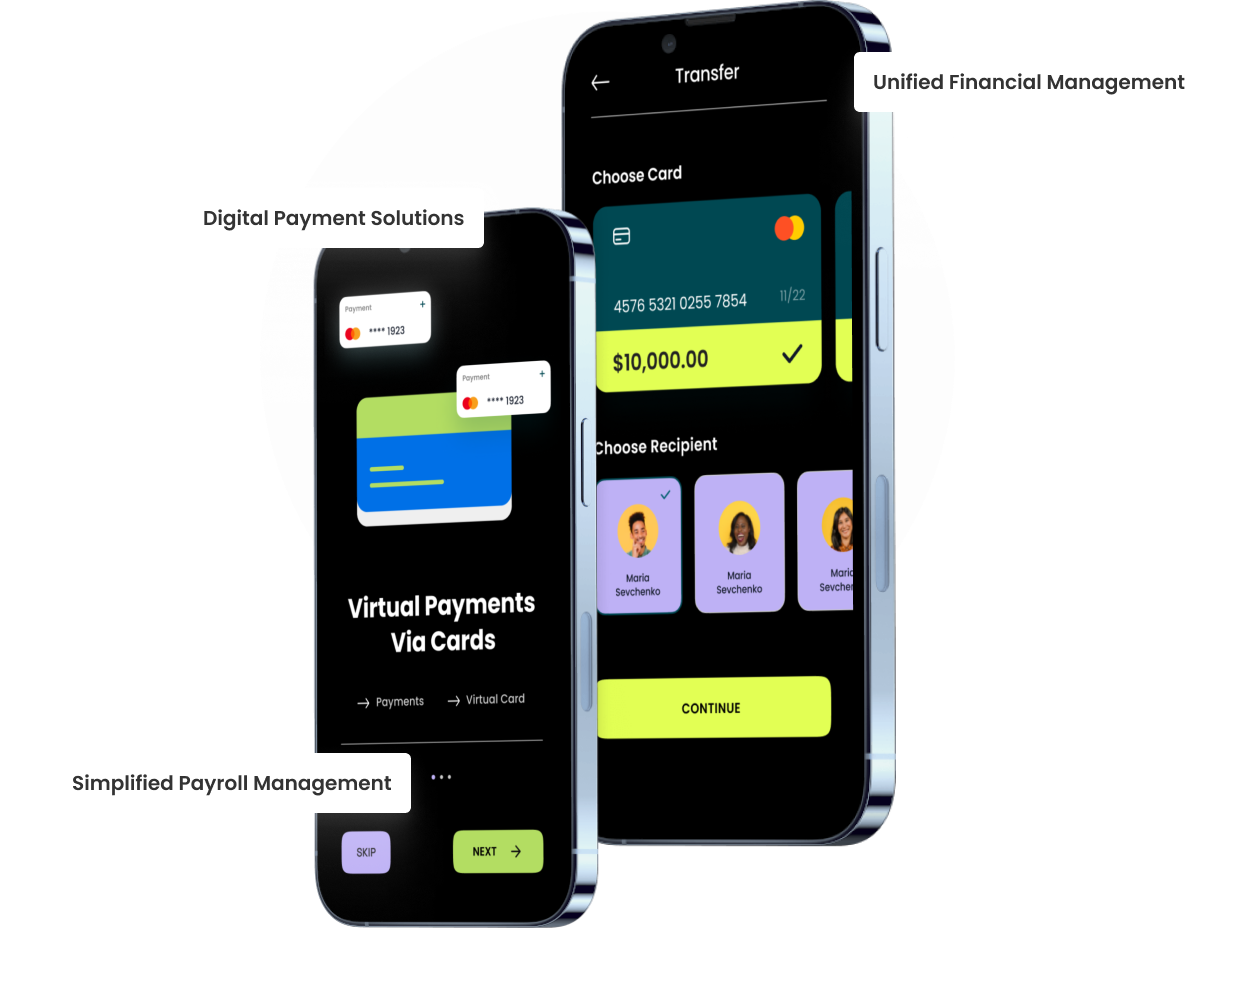 Transfer
Unified Financial Management
Choose Card
4576 5321 0255 7854
11/22
$10,000.00
Choose Recipient
Maria
Sevchenko
Maria
Sevchenko
Maria
CONTINUE
Digital Payment Solutions
Payment
+
**** 1923
Payment
+
**** 1923
Virtual Payments
Via Cards
Payments
Virtual Card
Simplified Payroll Management
SKIP
NEXT